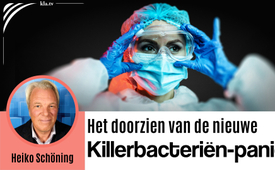 kla.tv
Het doorzien van de nieuwe
Killerbacteriën-pani
Heiko Schöning